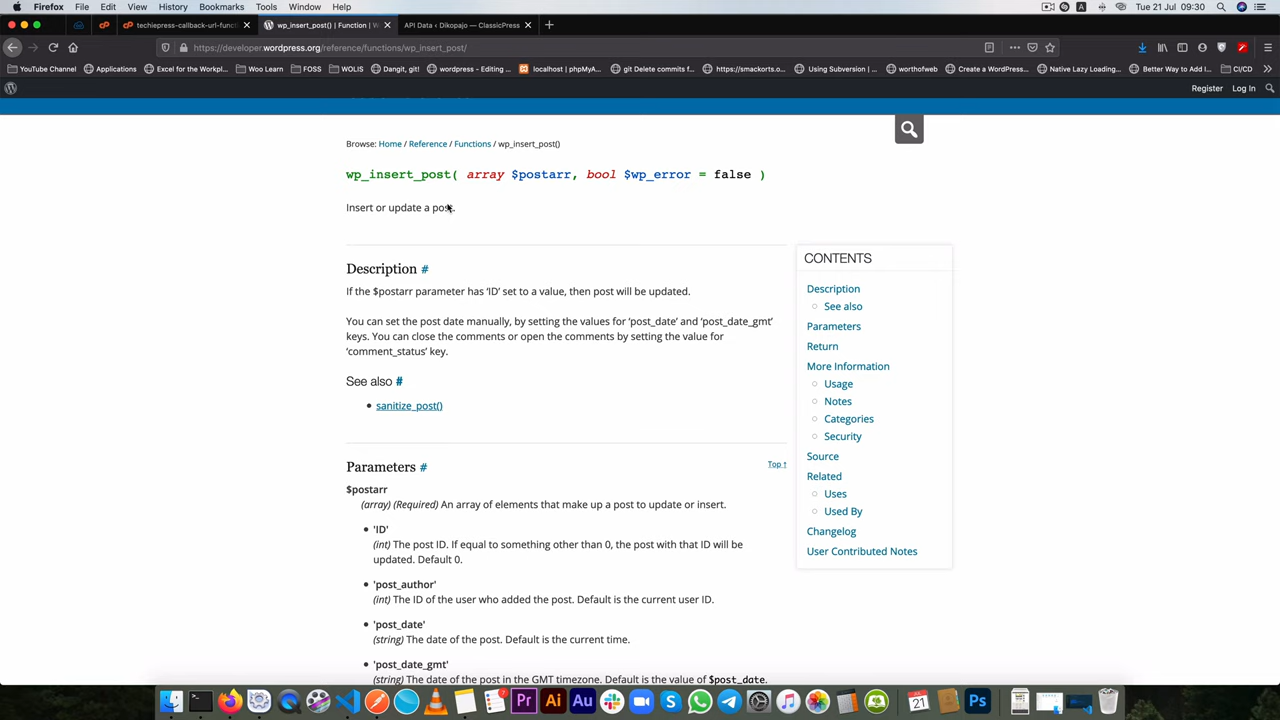 Firefox File Edit View History Bookmarks Tools Window Help Tue 21 Jul 09:30
techiepress-callback-url-funct
wp_insert_post() | Function | W
API Data ‹ Dikopajo — ClassicPress
https://developer.wordpress.org/reference/functions/wp_insert_post/
YouTube Channel Applications Excel for the Workpl... Woo Learn FOSS WOLIS Dangit, git! wordpress - Editing ... localhost | phpMyA... git Delete commits f... https://smackorts.o... Using Subversion | ... worthofweb Create a WordPress... Native Lazy Loading... Better Way to Add I... CI/CD
Register Log In
Browse: Home / Reference / Functions / wp_insert_post()
wp_insert_post( array $postarr, bool $wp_error = false )
Insert or update a post.
Description #
If the $postarr parameter has ‘ID’ set to a value, then post will be updated.
You can set the post date manually, by setting the values for ‘post_date’ and ‘post_date_gmt’
keys. You can close the comments or open the comments by setting the value for
‘comment_status’ key.
See also #
sanitize_post()
Parameters #
Top ↑
$postarr
(array) (Required) An array of elements that make up a post to update or insert.
'ID'
(int) The post ID. If equal to something other than 0, the post with that ID will be
updated. Default 0.
'post_author'
(int) The ID of the user who added the post. Default is the current user ID.
'post_date'
(string) The date of the post. Default is the current time.
'post_date_gmt'
(string) The date of the post in the GMT timezone. Default is the value of $post_date.
CONTENTS
Description
See also
Parameters
Return
More Information
Usage
Notes
Categories
Security
Source
Related
Uses
Used By
Changelog
User Contributed Notes
Pr Ai Au 21 Ps